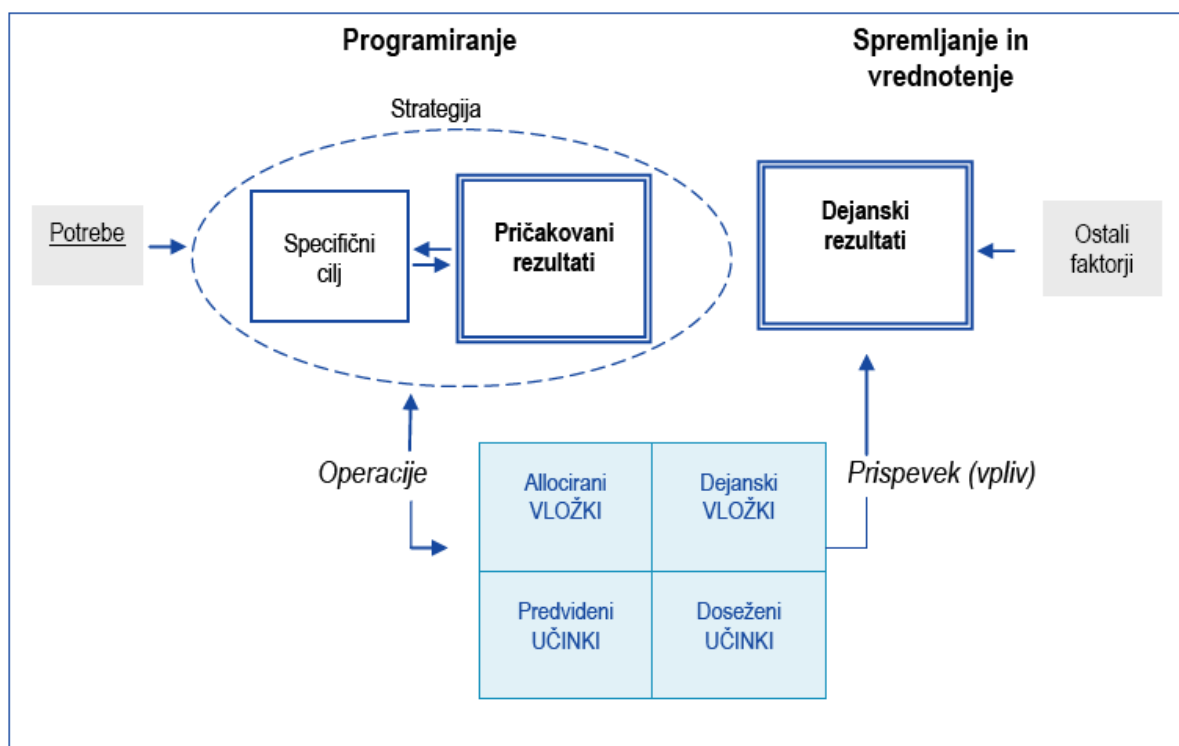 Programiranje
Spremljanje in
vrednotenje
Strategija
Potrebe
Specifični
cilj
Pričakovani
rezultati
Dejanski
rezultati
Ostali
faktorji
Operacije
Allocirani
VLOŽKI
Dejanski
VLOŽKI
Prispevek (vpliv)
Predvideni
UČINKI
Doseženi
UČINKI